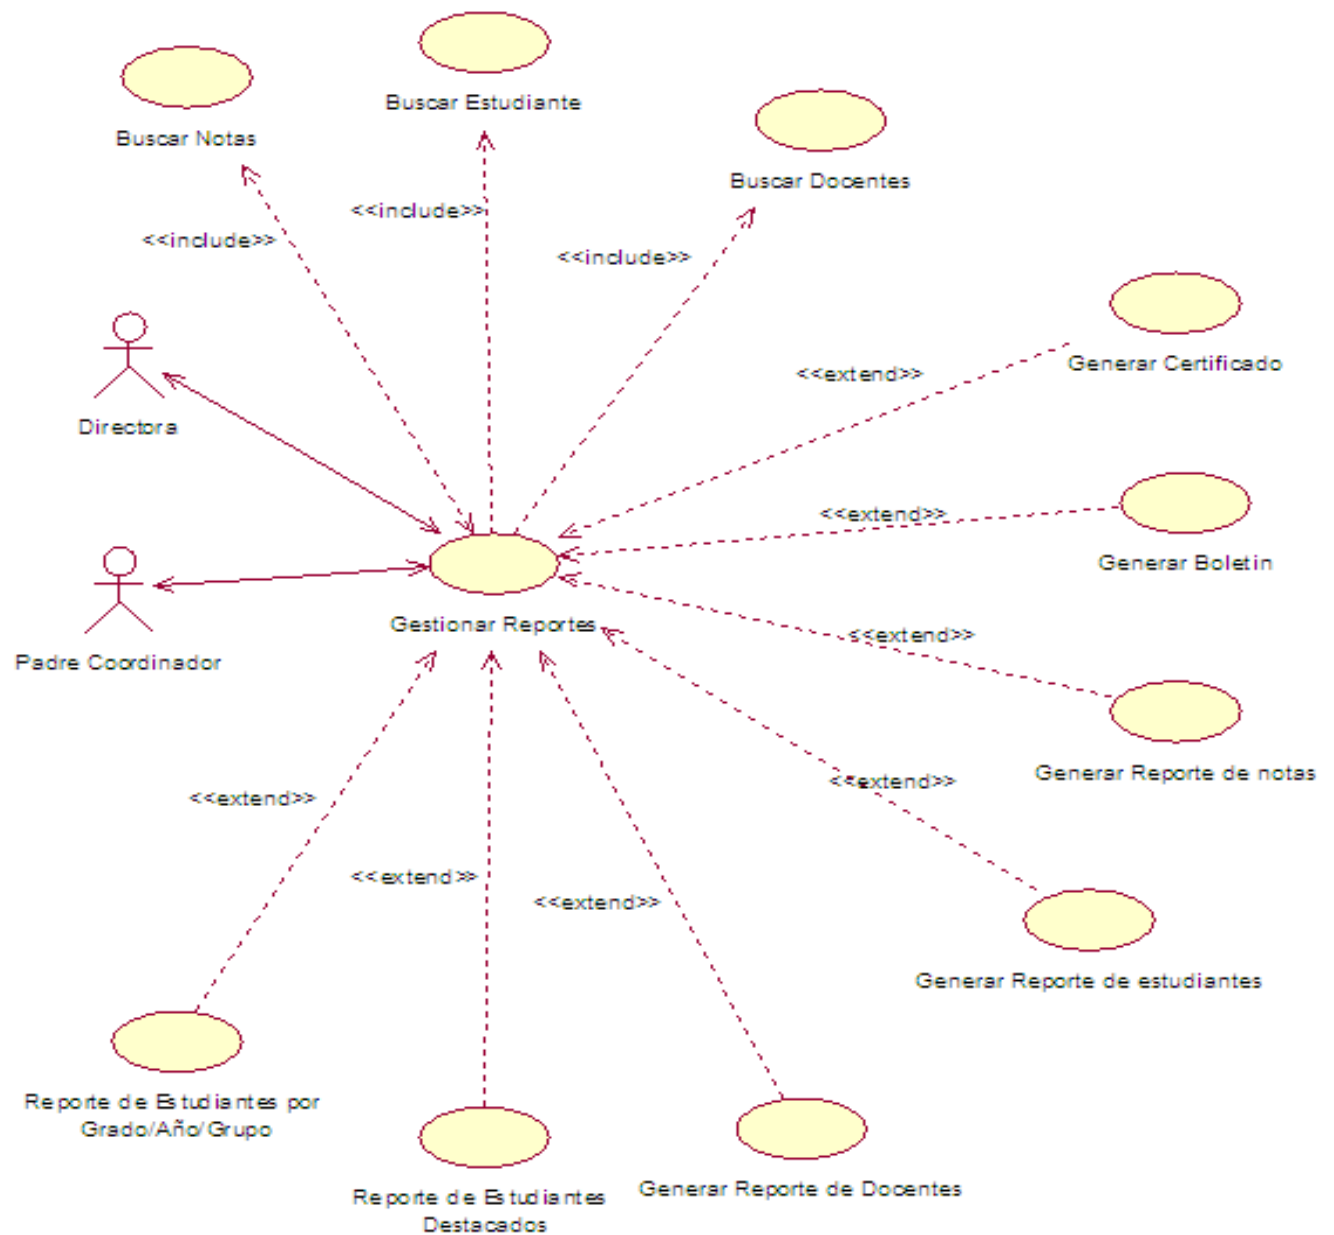 Buscar Estudiante
Buscar Notas
Buscar Docentes
<<include>>
<<include>>
<<include>>
Generar Certificado
<<extend>>
Directora
<<extend>>
Generar Boletin
Gestionar Reportes
<<extend>>
Padre Coordinador
Generar Reporte de notas
<<extend>>
<<extend>>
<<extend>>
<<extend>>
Generar Reporte de estudiantes
Reporte de Estudiantes por
Grado/Año/Grupo
Reporte de Estudiantes
Destacados
Generar Reporte de Docentes